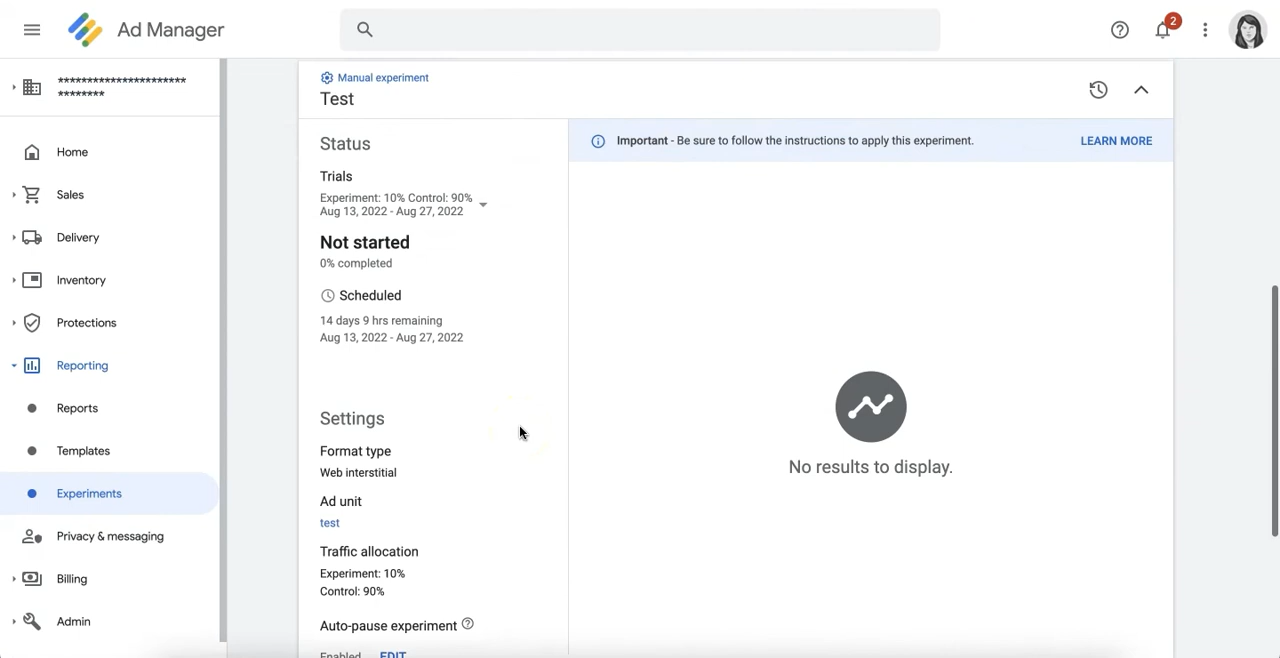 Ad Manager
2
**********************
********
Home
Sales
Delivery
Inventory
Protections
Reporting
Reports
Templates
Experiments
Privacy & messaging
Billing
Admin
Manual experiment
Test
Status
Trials
Experiment: 10% Control: 90%
Aug 13, 2022 - Aug 27, 2022
Not started
0% completed
Scheduled
14 days 9 hrs remaining
Aug 13, 2022 - Aug 27, 2022
Settings
Format type
Web interstitial
Ad unit
test
Traffic allocation
Experiment: 10%
Control: 90%
Auto-pause experiment
Enabled EDIT
Important - Be sure to follow the instructions to apply this experiment. LEARN MORE
No results to display.